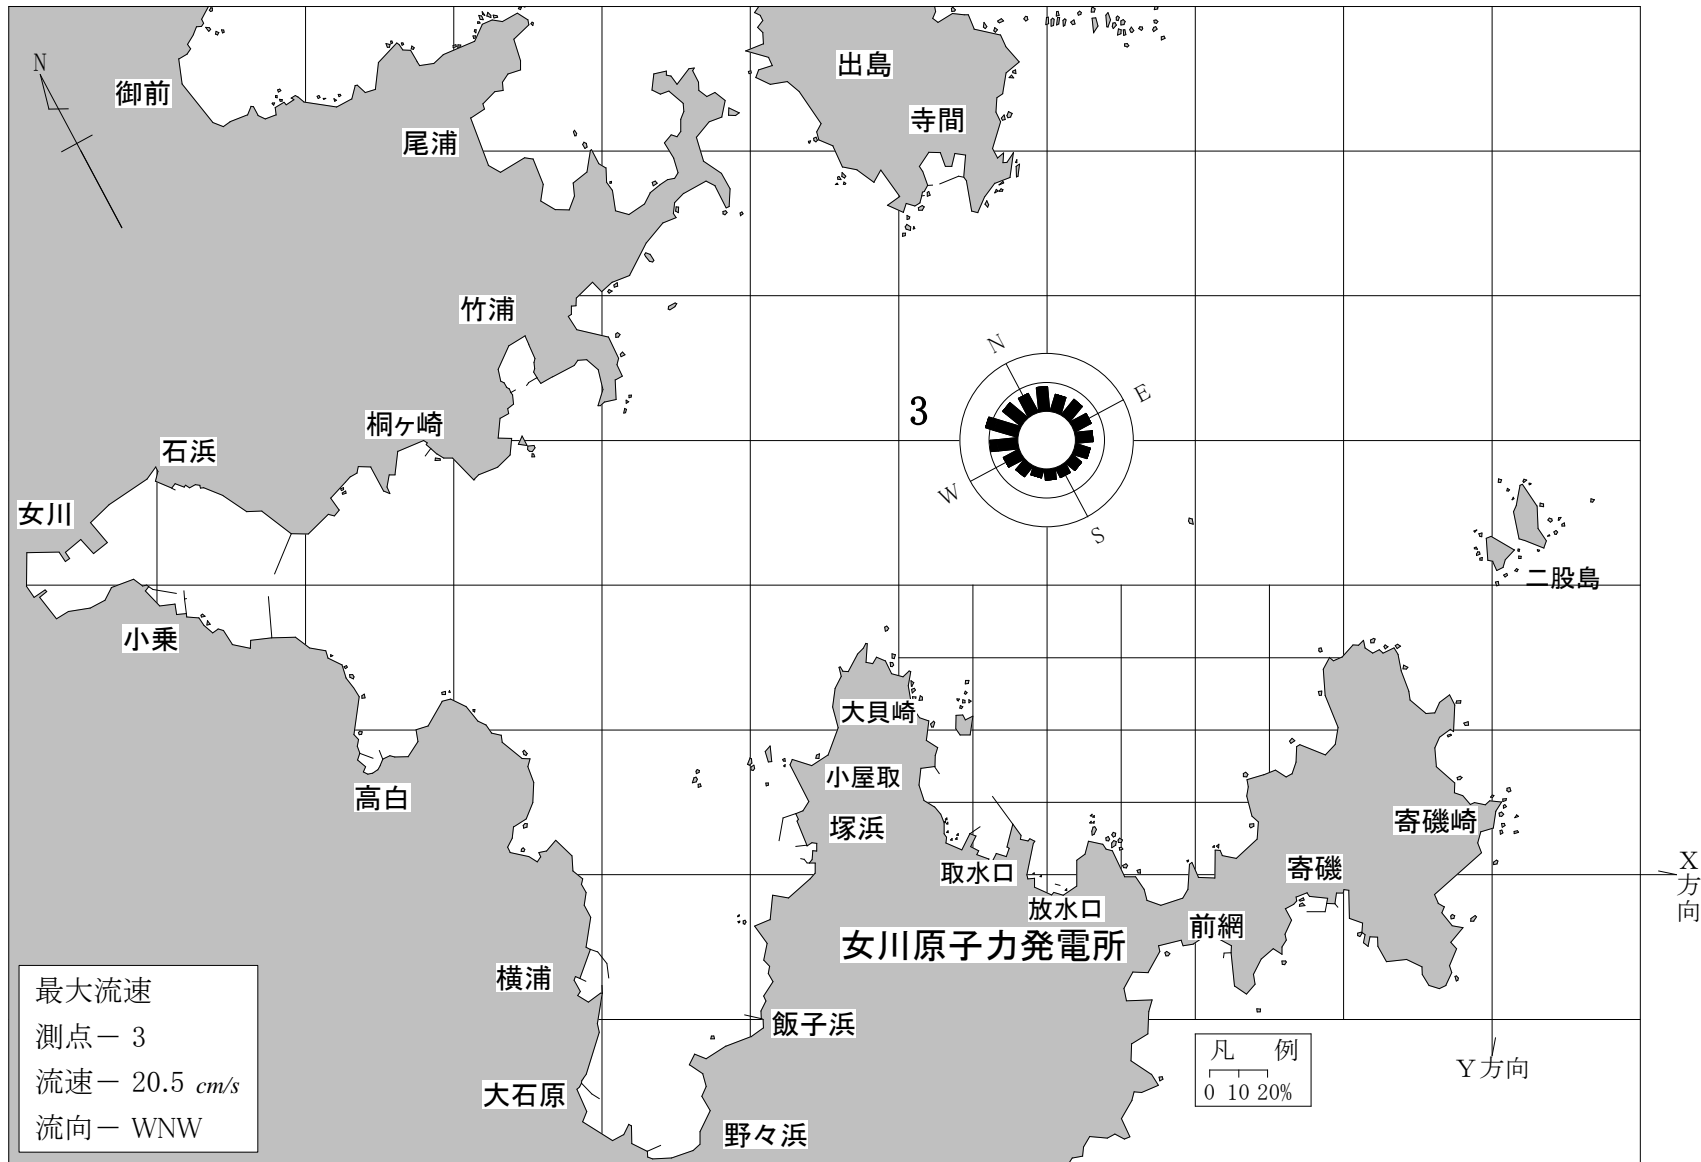 出島
N
御前
寺間
尾浦
竹浦
N
E
3
桐ヶ崎
石浜
W
女川
S
二股島
小乗
大貝崎
小屋取
高白
塚浜
寄磯崎
取水口
寄磯
X方向
放水口
前網
女川原子力発電所
横浦
最大流速
測点－ 3
流速－ 20.5 cm/s
流向－ WNW
飯子浜
凡 例
0 10 20%
Y方向
大石原
野々浜